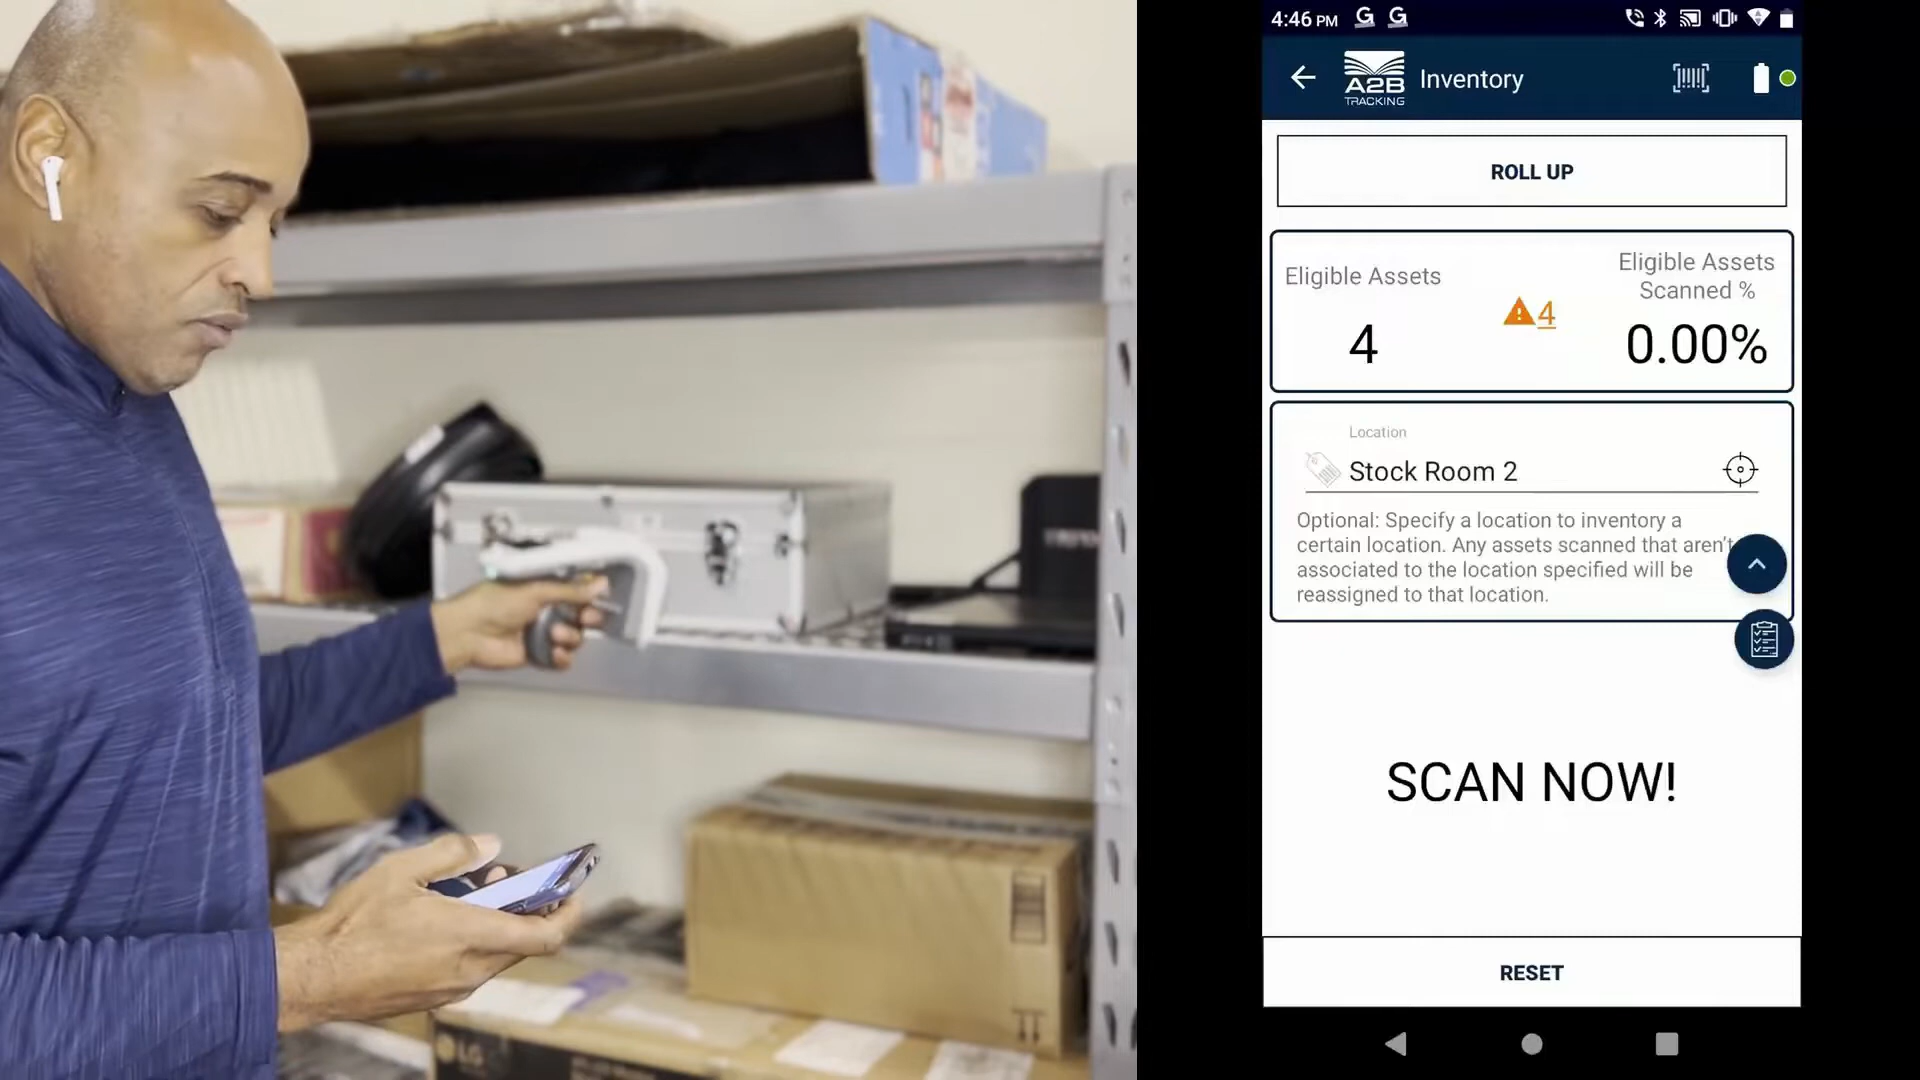 4:46 PM G G
A2B
TRACKING
Inventory
ROLL UP
Eligible Assets
4
4
Eligible Assets
Scanned %
0.00%
Location
Stock Room 2
Optional: Specify a location to inventory a
certain location. Any assets scanned that aren't
associated to the location specified will be
reassigned to that location.
SCAN NOW!
RESET
LG